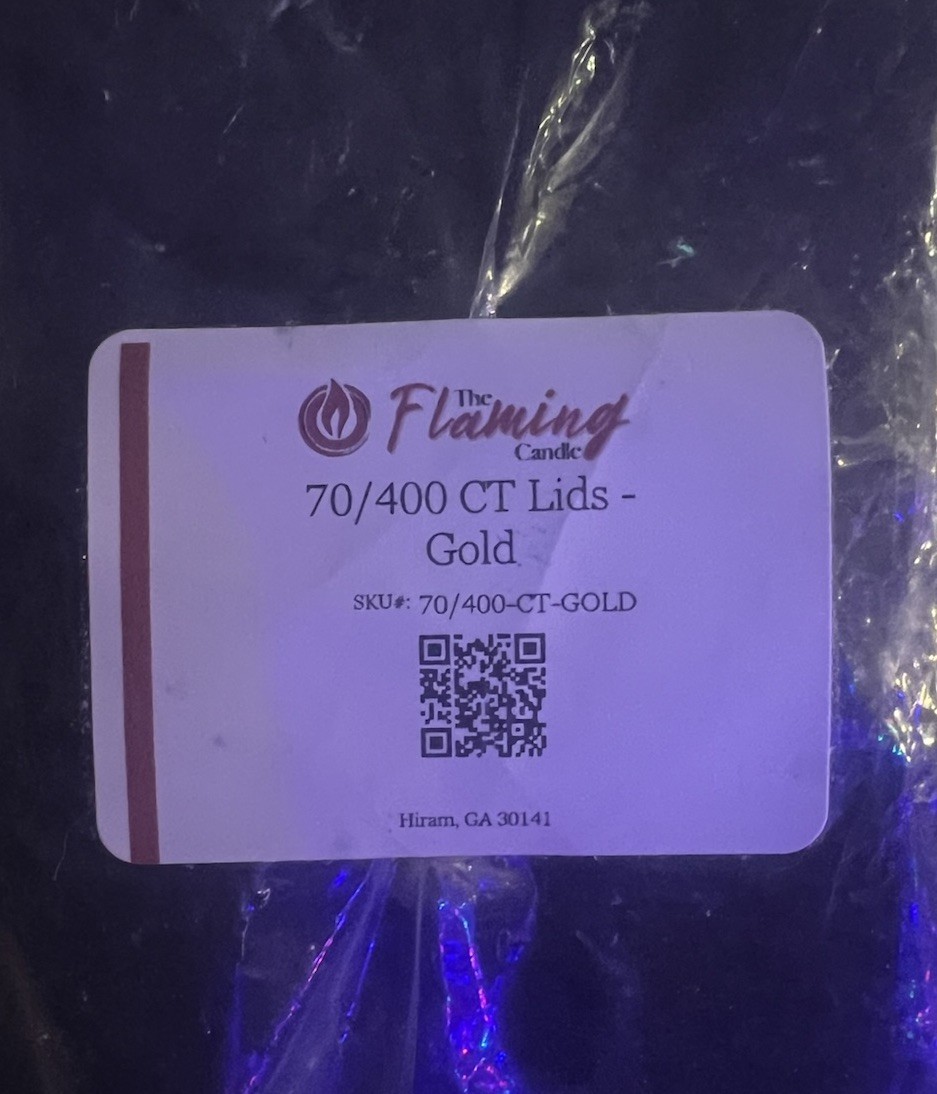 The
Flaming
Candle
70/400 CT Lids -
Gold
SKU#: 70/400-CT-GOLD
Hiram, GA 30141